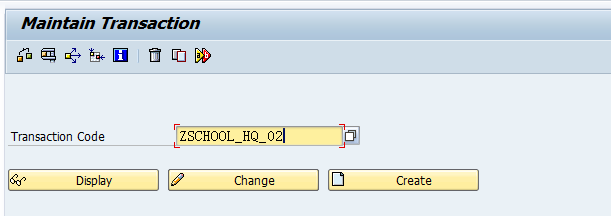 Maintain Transaction
Transaction Code ZSCHOOL_HQ_02
Display Change Create